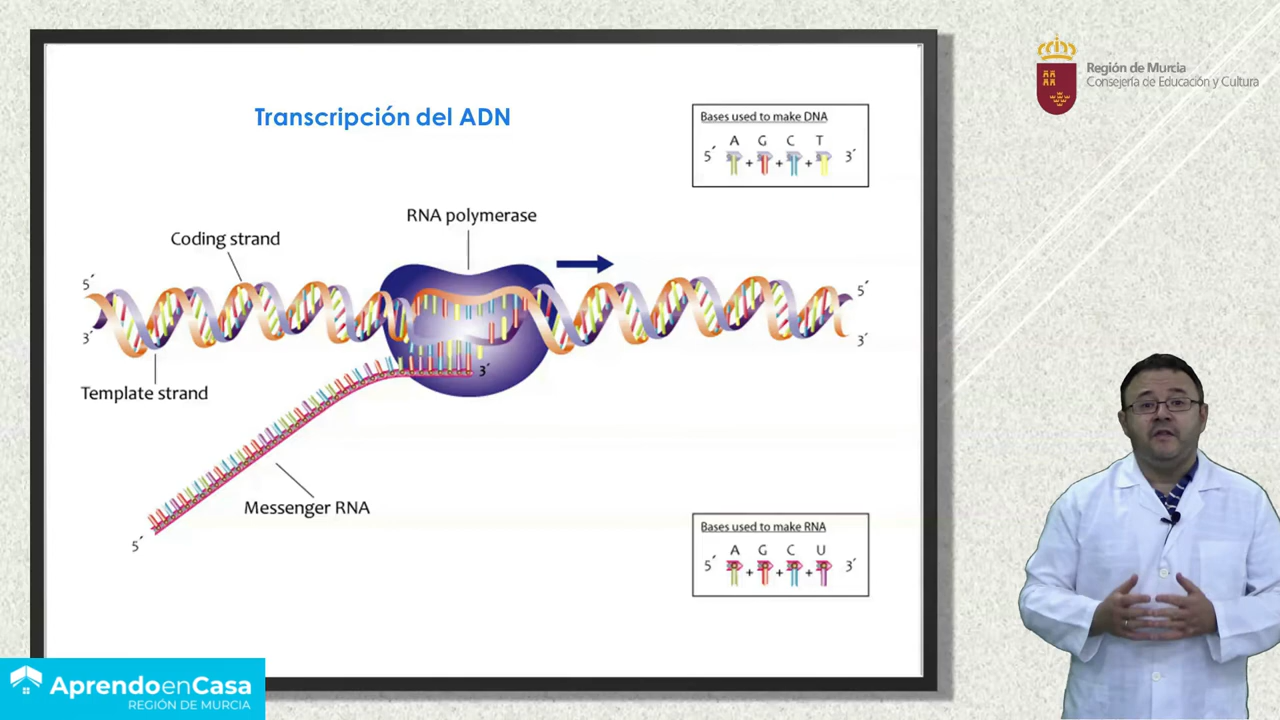 Transcripción del ADN
Bases used to make DNA
A G C T
5´ + + + 3´
Región de Murcia
Consejería de Educación y Cultura
RNA polymerase
Coding strand
5´
5´
3´
3´
3´
Template strand
Messenger RNA
5´
Bases used to make RNA
A G C U
5´ + + + 3´
AprendoenCasa
REGIÓN DE MURCIA